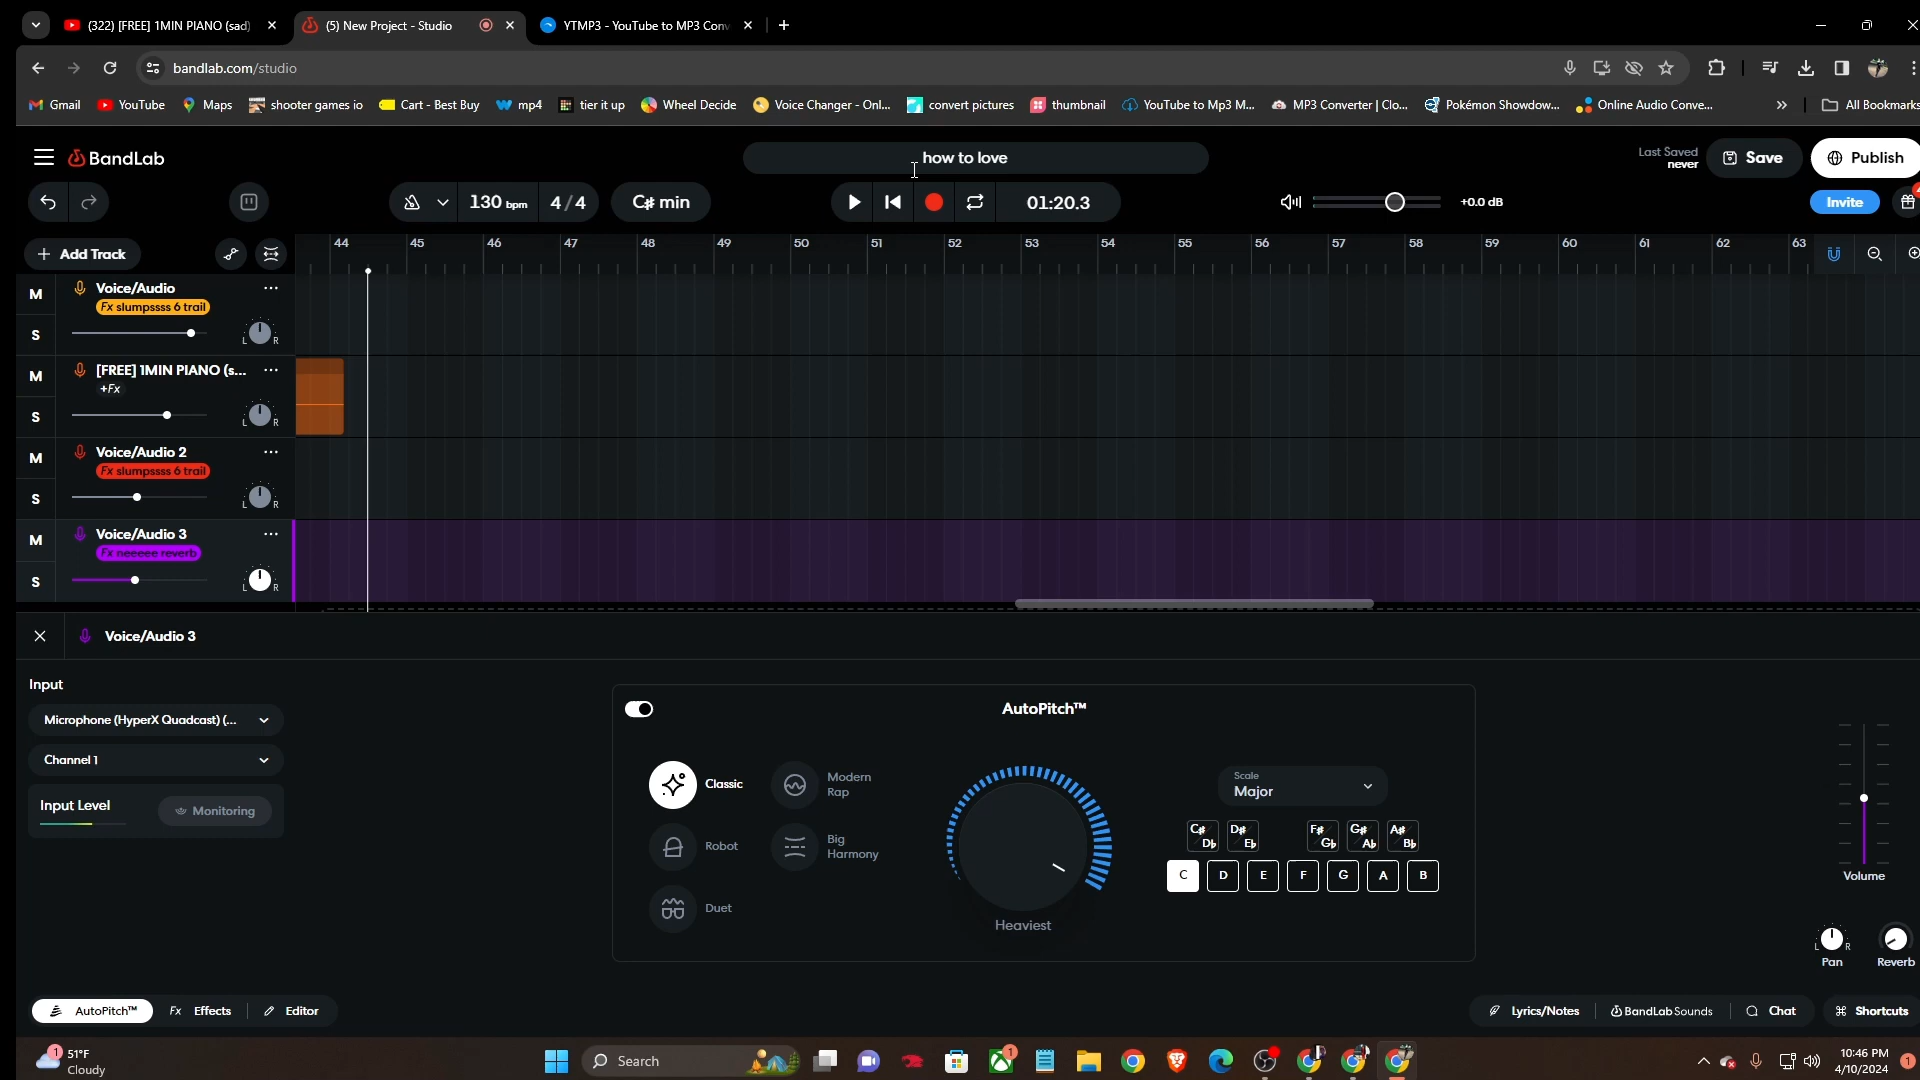 (322) [FREE] 1MIN PIANO (sad)
(5) New Project - Studio
YTMP3 - YouTube to MP3 Conv
bandlab.com/studio
Gmail
YouTube
Maps
shooter games io
Cart - Best Buy
mp4
tier it up
Wheel Decide
Voice Changer - Onl...
convert pictures
thumbnail
YouTube to Mp3 M...
MP3 Converter | Clo...
Pokémon Showdow...
Online Audio Conve...
All Bookmarks
BandLab
how to love
Last Saved
never
Save
Publish
130 bpm
4/4
C# min
01:20.3
+0.0 dB
Invite
Add Track
44 45 46 47 48 49 50 51 52 53 54 55 56 57 58 59 60 61 62 63
M
Voice/Audio
Fx slumpssss 6 trail
S
L R
M
[FREE] 1MIN PIANO (s...
+Fx
S
L R
M
Voice/Audio 2
Fx slumpssss 6 trail
S
L R
M
Voice/Audio 3
Fx neeeee reverb
S
L R
Voice/Audio 3
Input
Microphone (HyperX Quadcast) (...
Channel 1
Input Level
Monitoring
AutoPitch™
Classic
Modern
Rap
Robot
Big
Harmony
Duet
Heaviest
Scale
Major
C# Db D# Eb F# Gb G# Ab A# Bb
C D E F G A B
Volume
L R
Pan
Reverb
AutoPitch™
Fx Effects
Editor
Lyrics/Notes
BandLab Sounds
Chat
Shortcuts
1
51°F
Cloudy
Search
1
10:46 PM
4/10/2024
1